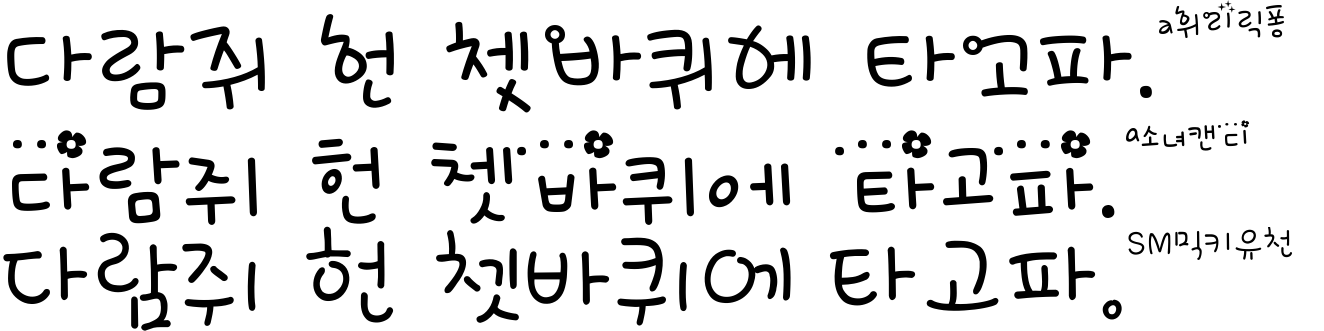 다람쥐 헌 쳇바퀴에 타고파. a휘리릭퐁
다람쥐 헌 쳇바퀴에 타고파. a소녀캔디
다람쥐 헌 쳇바퀴에 타고파. SM믹키유천